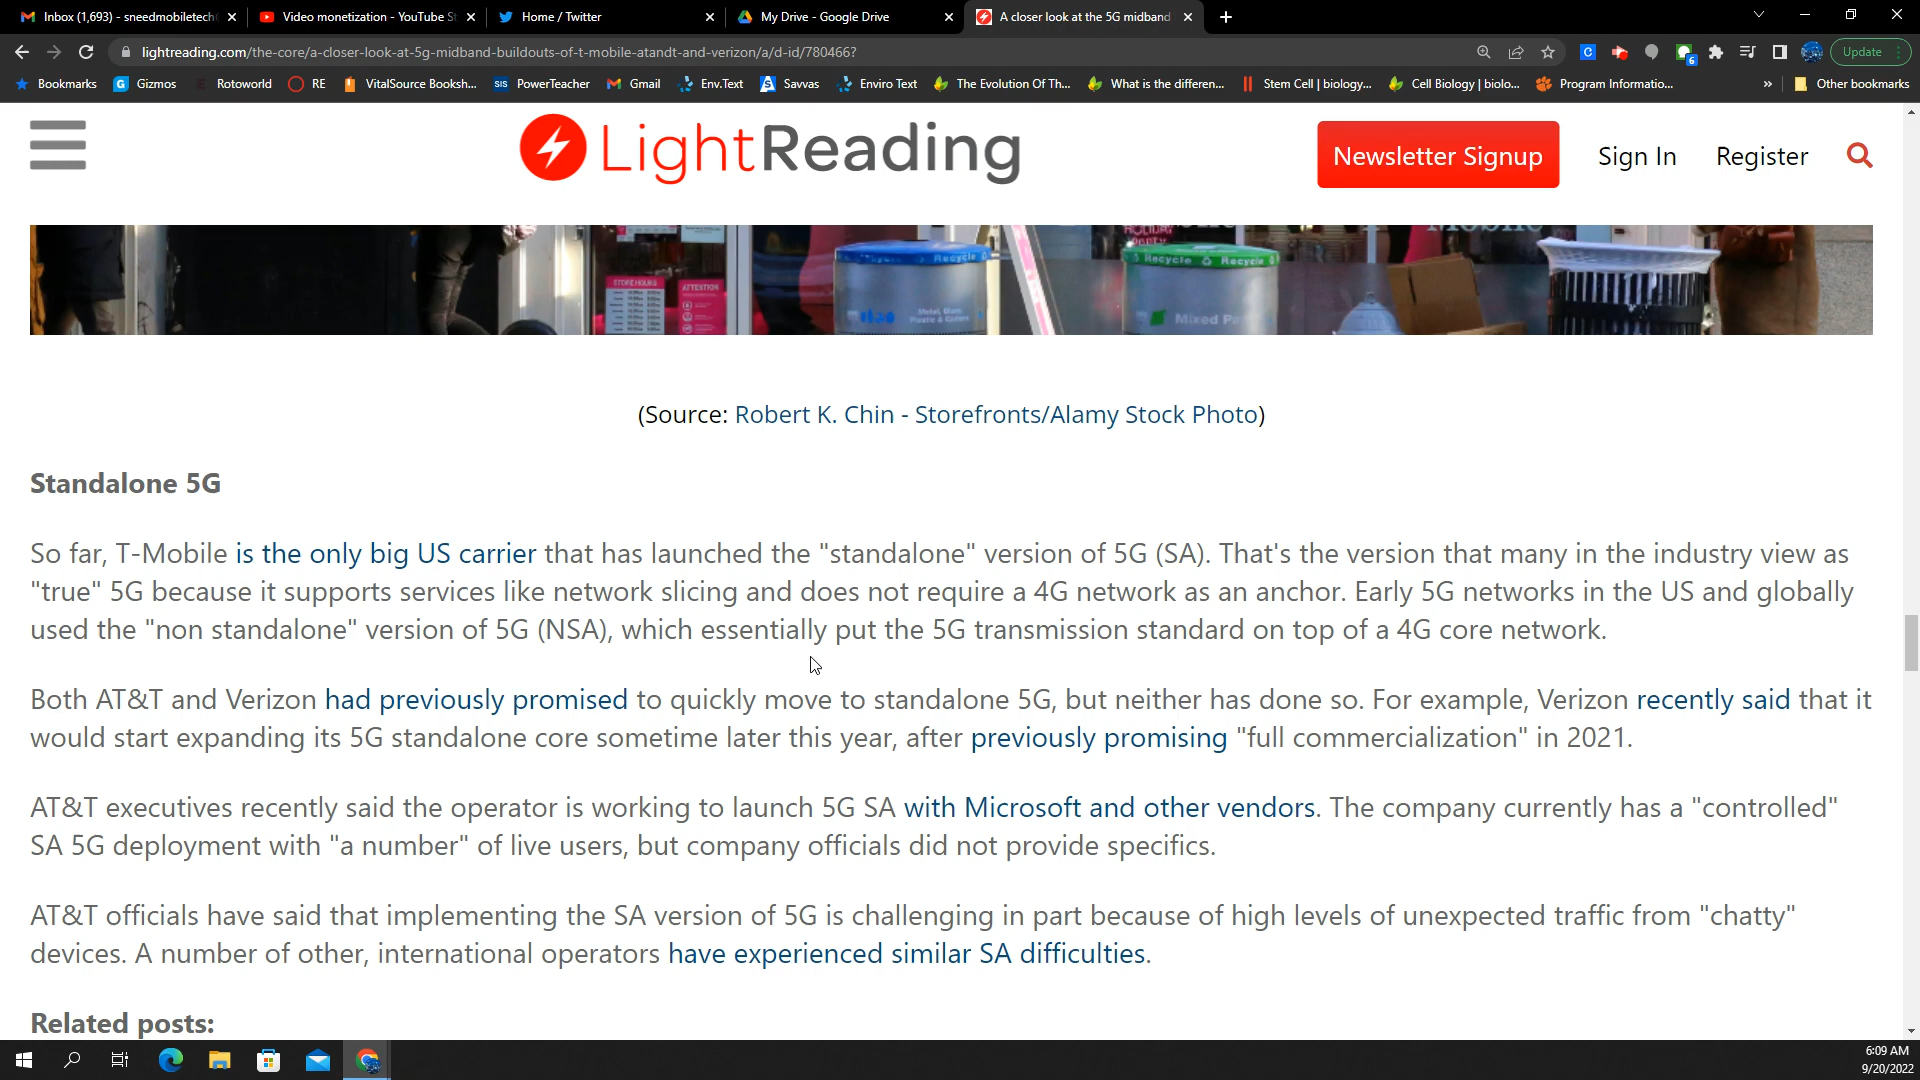 Inbox (1,693) - sneedmobiletech
Video monetization - YouTube St
Home / Twitter
My Drive - Google Drive
A closer look at the 5G midband
lightreading.com/the-core/a-closer-look-at-5g-midband-buildouts-of-t-mobile-atandt-and-verizon/a/d-id/780466?
6
Update
Bookmarks
Gizmos
Rotoworld
RE
VitalSource Booksh...
SIS PowerTeacher
Gmail
Env.Text
Savvas
Enviro Text
The Evolution Of Th...
What is the differen...
Stem Cell | biology...
Cell Biology | biolo...
Program Informatio...
»
Other bookmarks
LightReading
Newsletter Signup
Sign In
Register
STORE HOURS
ATTENTION
Recycle
Recycle
Recycle
Metal, Glass
Mixed
(Source: Robert K. Chin - Storefronts/Alamy Stock Photo)
Standalone 5G
So far, T-Mobile is the only big US carrier that has launched the "standalone" version of 5G (SA). That's the version that many in the industry view as
"true" 5G because it supports services like network slicing and does not require a 4G network as an anchor. Early 5G networks in the US and globally
used the "non standalone" version of 5G (NSA), which essentially put the 5G transmission standard on top of a 4G core network.
Both AT&T and Verizon had previously promised to quickly move to standalone 5G, but neither has done so. For example, Verizon recently said that it
would start expanding its 5G standalone core sometime later this year, after previously promising "full commercialization" in 2021.
AT&T executives recently said the operator is working to launch 5G SA with Microsoft and other vendors. The company currently has a "controlled"
SA 5G deployment with "a number" of live users, but company officials did not provide specifics.
AT&T officials have said that implementing the SA version of 5G is challenging in part because of high levels of unexpected traffic from "chatty"
devices. A number of other, international operators have experienced similar SA difficulties.
Related posts:
6:09 AM
9/20/2022